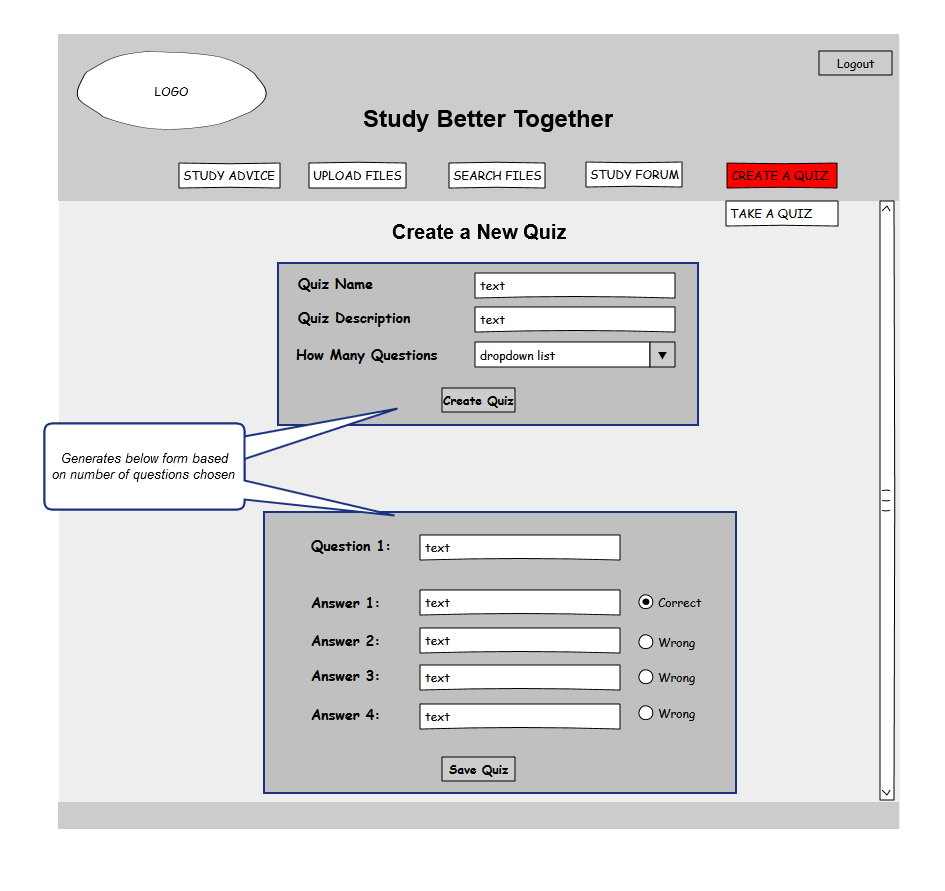 Logout
LOGO
Study Better Together
STUDY ADVICE
UPLOAD FILES
SEARCH FILES
STUDY FORUM
CREATE A QUIZ
TAKE A QUIZ
Create a New Quiz
Quiz Name
text
Quiz Description
text
How Many Questions
dropdown list
Create Quiz
Generates below form based
on number of questions chosen
Question 1:
text
Answer 1:
text
Correct
Answer 2:
text
Wrong
Answer 3:
text
Wrong
Answer 4:
text
Wrong
Save Quiz